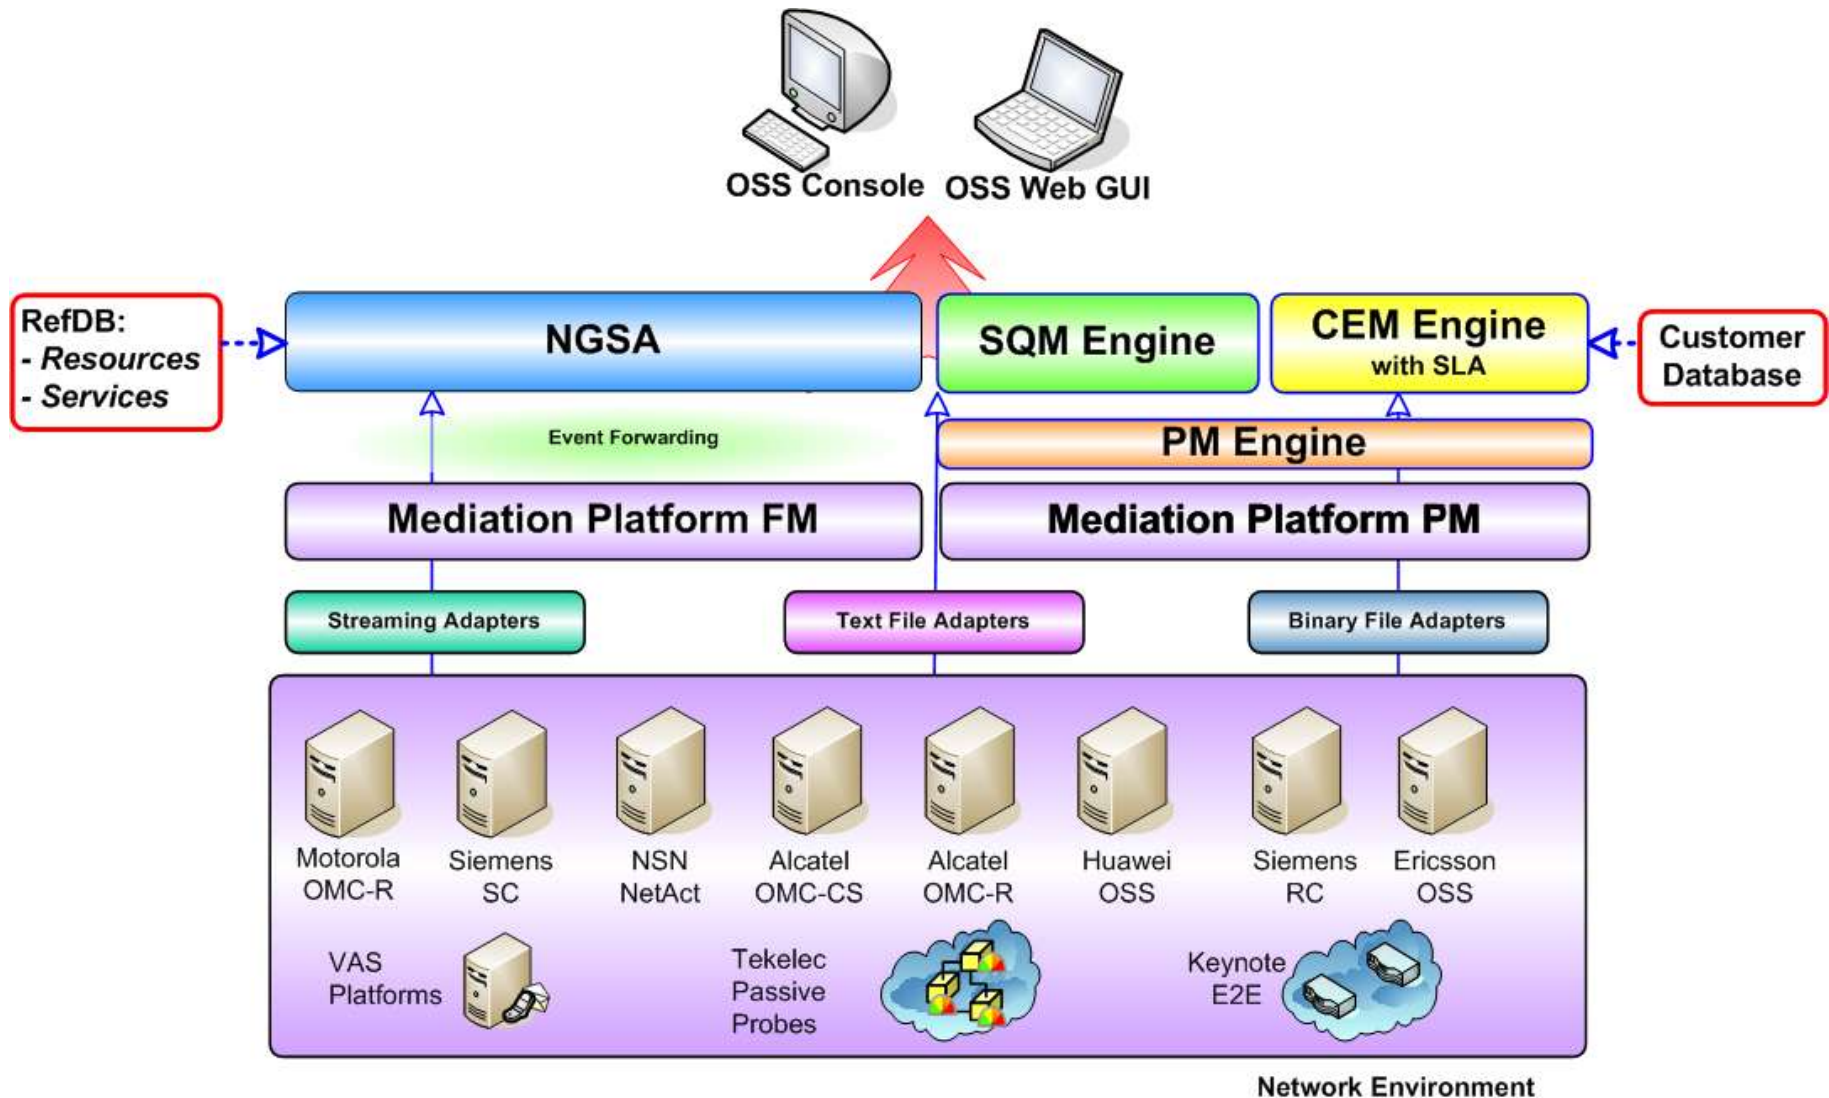 OSS Console
OSS Web GUI
RefDB:
- Resources
- Services
NGSA
SQM Engine
CEM Engine
with SLA
Customer
Database
Event Forwarding
PM Engine
Mediation Platform FM
Mediation Platform PM
Streaming Adapters
Text File Adapters
Binary File Adapters
Motorola
OMC-R
Siemens
SC
NSN
NetAct
Alcatel
OMC-CS
Alcatel
OMC-R
Huawei
OSS
Siemens
RC
Ericsson
OSS
VAS
Platforms
Tekelec
Passive
Probes
Keynote
E2E
Network Environment